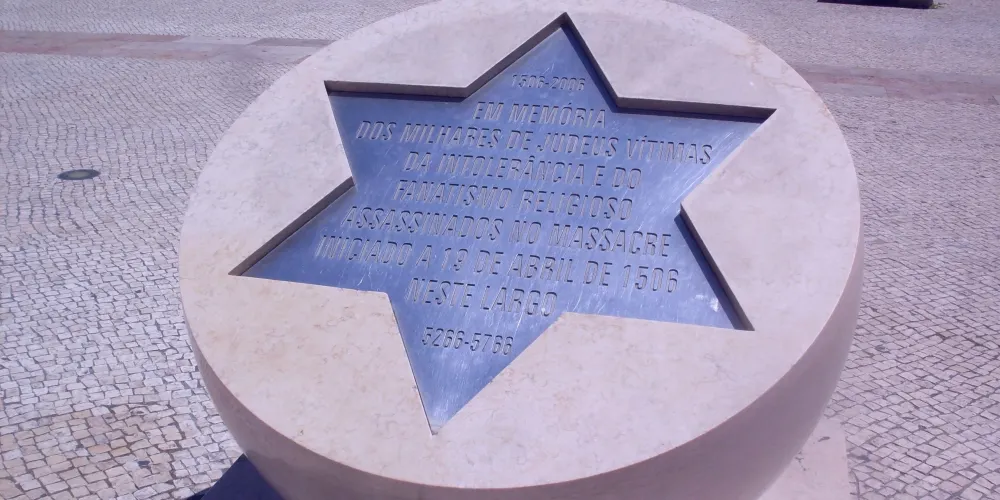 1506-2006
EM MEMÓRIA
DOS MILHARES DE JUDEUS VÍTIMAS
DA INTOLERÂNCIA E DO
FANATISMO RELIGIOSO,
ASSASSINADOS NO MASSACRE
INICIADO A 19 DE ABRIL DE 1506
NESTE LARGO
5266-5766